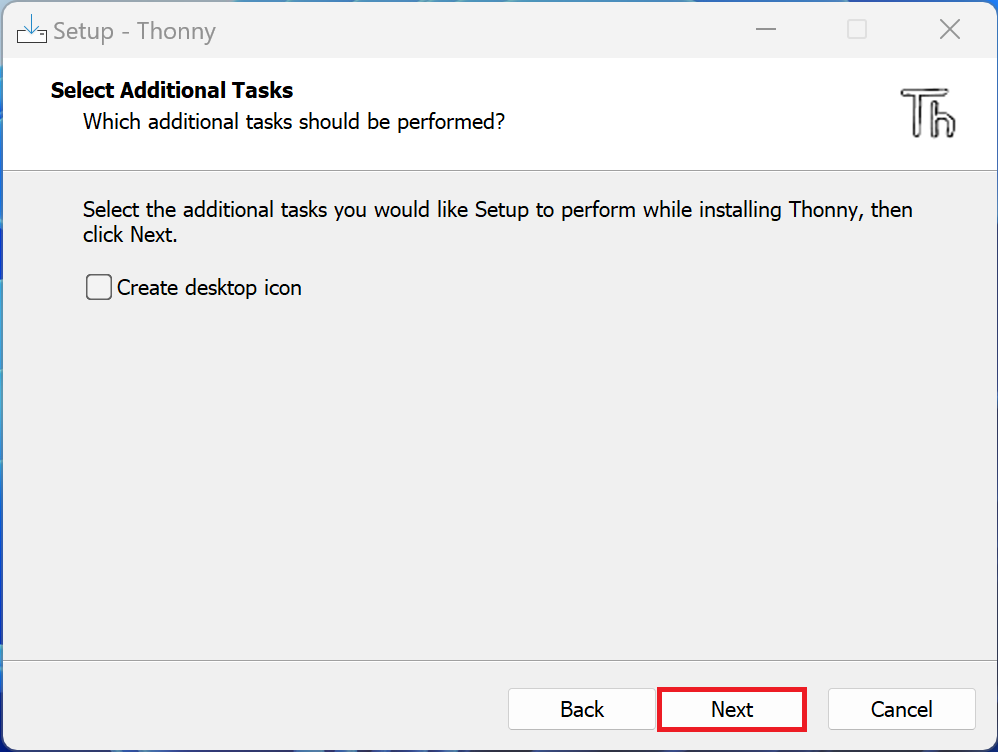 Setup - Thonny
Select Additional Tasks
Which additional tasks should be performed?
Th
Select the additional tasks you would like Setup to perform while installing Thonny, then
click Next.
Create desktop icon
Back
Next
Cancel